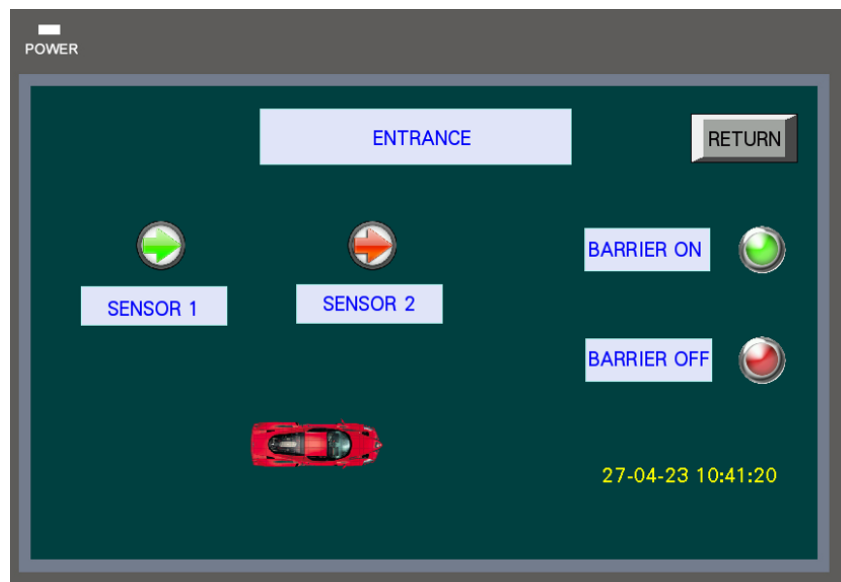 POWER
ENTRANCE
RETURN
BARRIER ON
SENSOR 1
SENSOR 2
BARRIER OFF
27-04-23 10:41:20